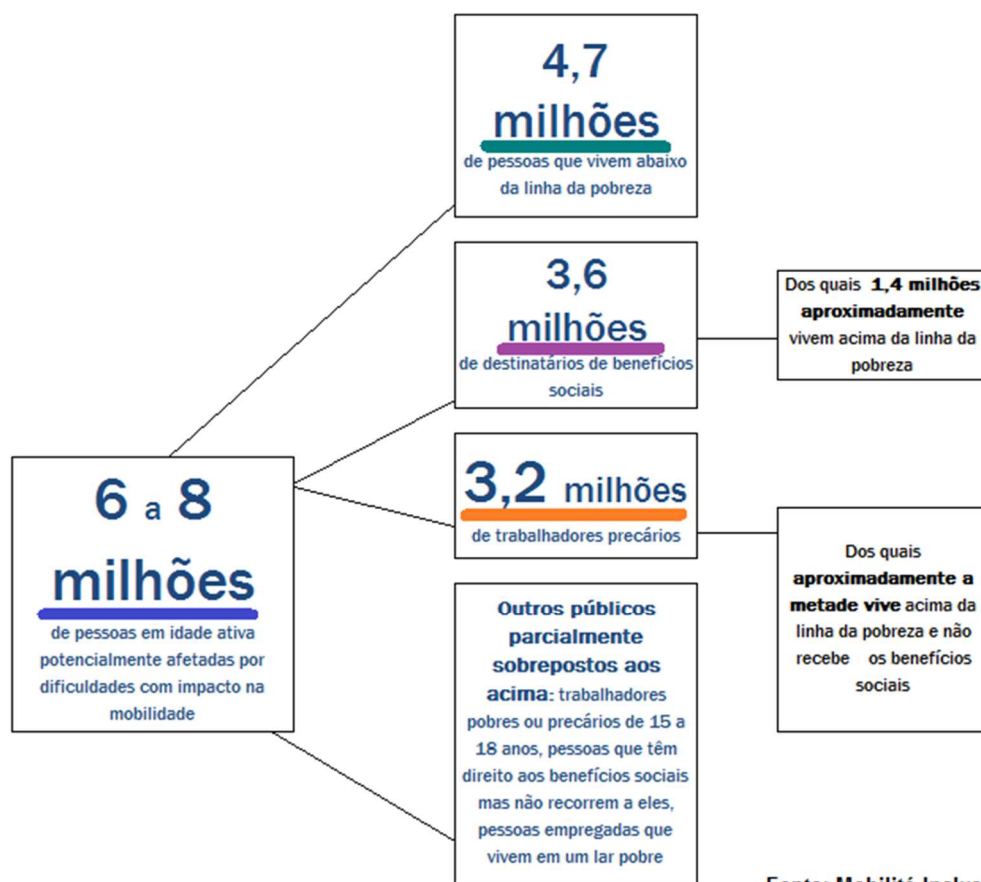 4,7
milhões
de pessoas que vivem abaixo
da linha da pobreza
3,6
milhões
de destinatários de benefícios
sociais
Dos quais 1,4 milhões
aproximadamente
vivem acima da linha da
pobreza
6 a 8
milhões
de pessoas em idade ativa
potencialmente afetadas por
dificuldades com impacto na
mobilidade
3,2 milhões
de trabalhadores precários
Dos quais
aproximadamente a
metade vive acima da
linha da pobreza e não
recebe os benefícios
sociais
Outros públicos
parcialmente
sobrepostos aos
acima: trabalhadores
pobres ou precários de 15 a
18 anos, pessoas que têm
direito aos benefícios sociais
mas não recorrem a eles,
pessoas empregadas que
vivem em um lar pobre